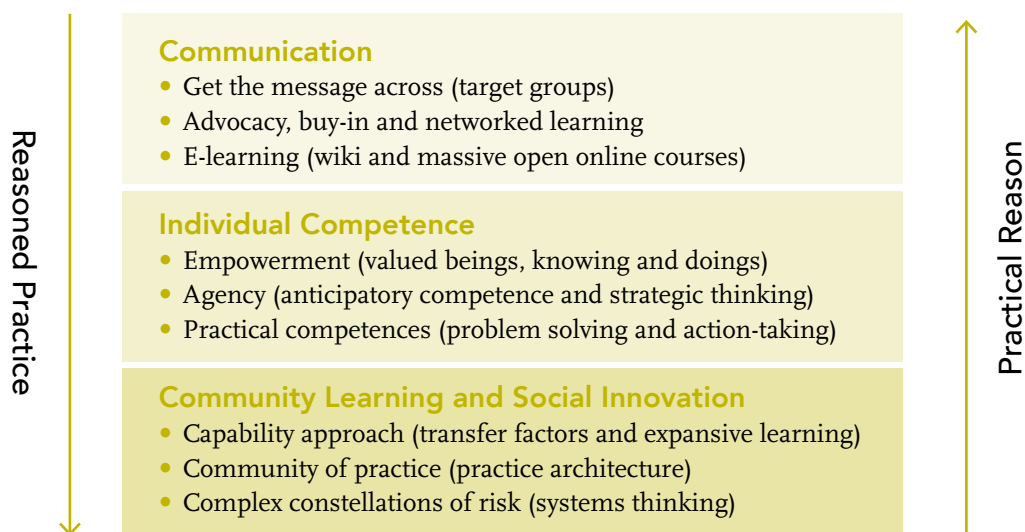 Reasoned Practice
Communication
• Get the message across (target groups)
• Advocacy, buy-in and networked learning
• E-learning (wiki and massive open online courses)
Individual Competence
• Empowerment (valued beings, knowing and doings)
• Agency (anticipatory competence and strategic thinking)
• Practical competences (problem solving and action-taking)
Community Learning and Social Innovation
• Capability approach (transfer factors and expansive learning)
• Community of practice (practice architecture)
• Complex constellations of risk (systems thinking)
Practical Reason